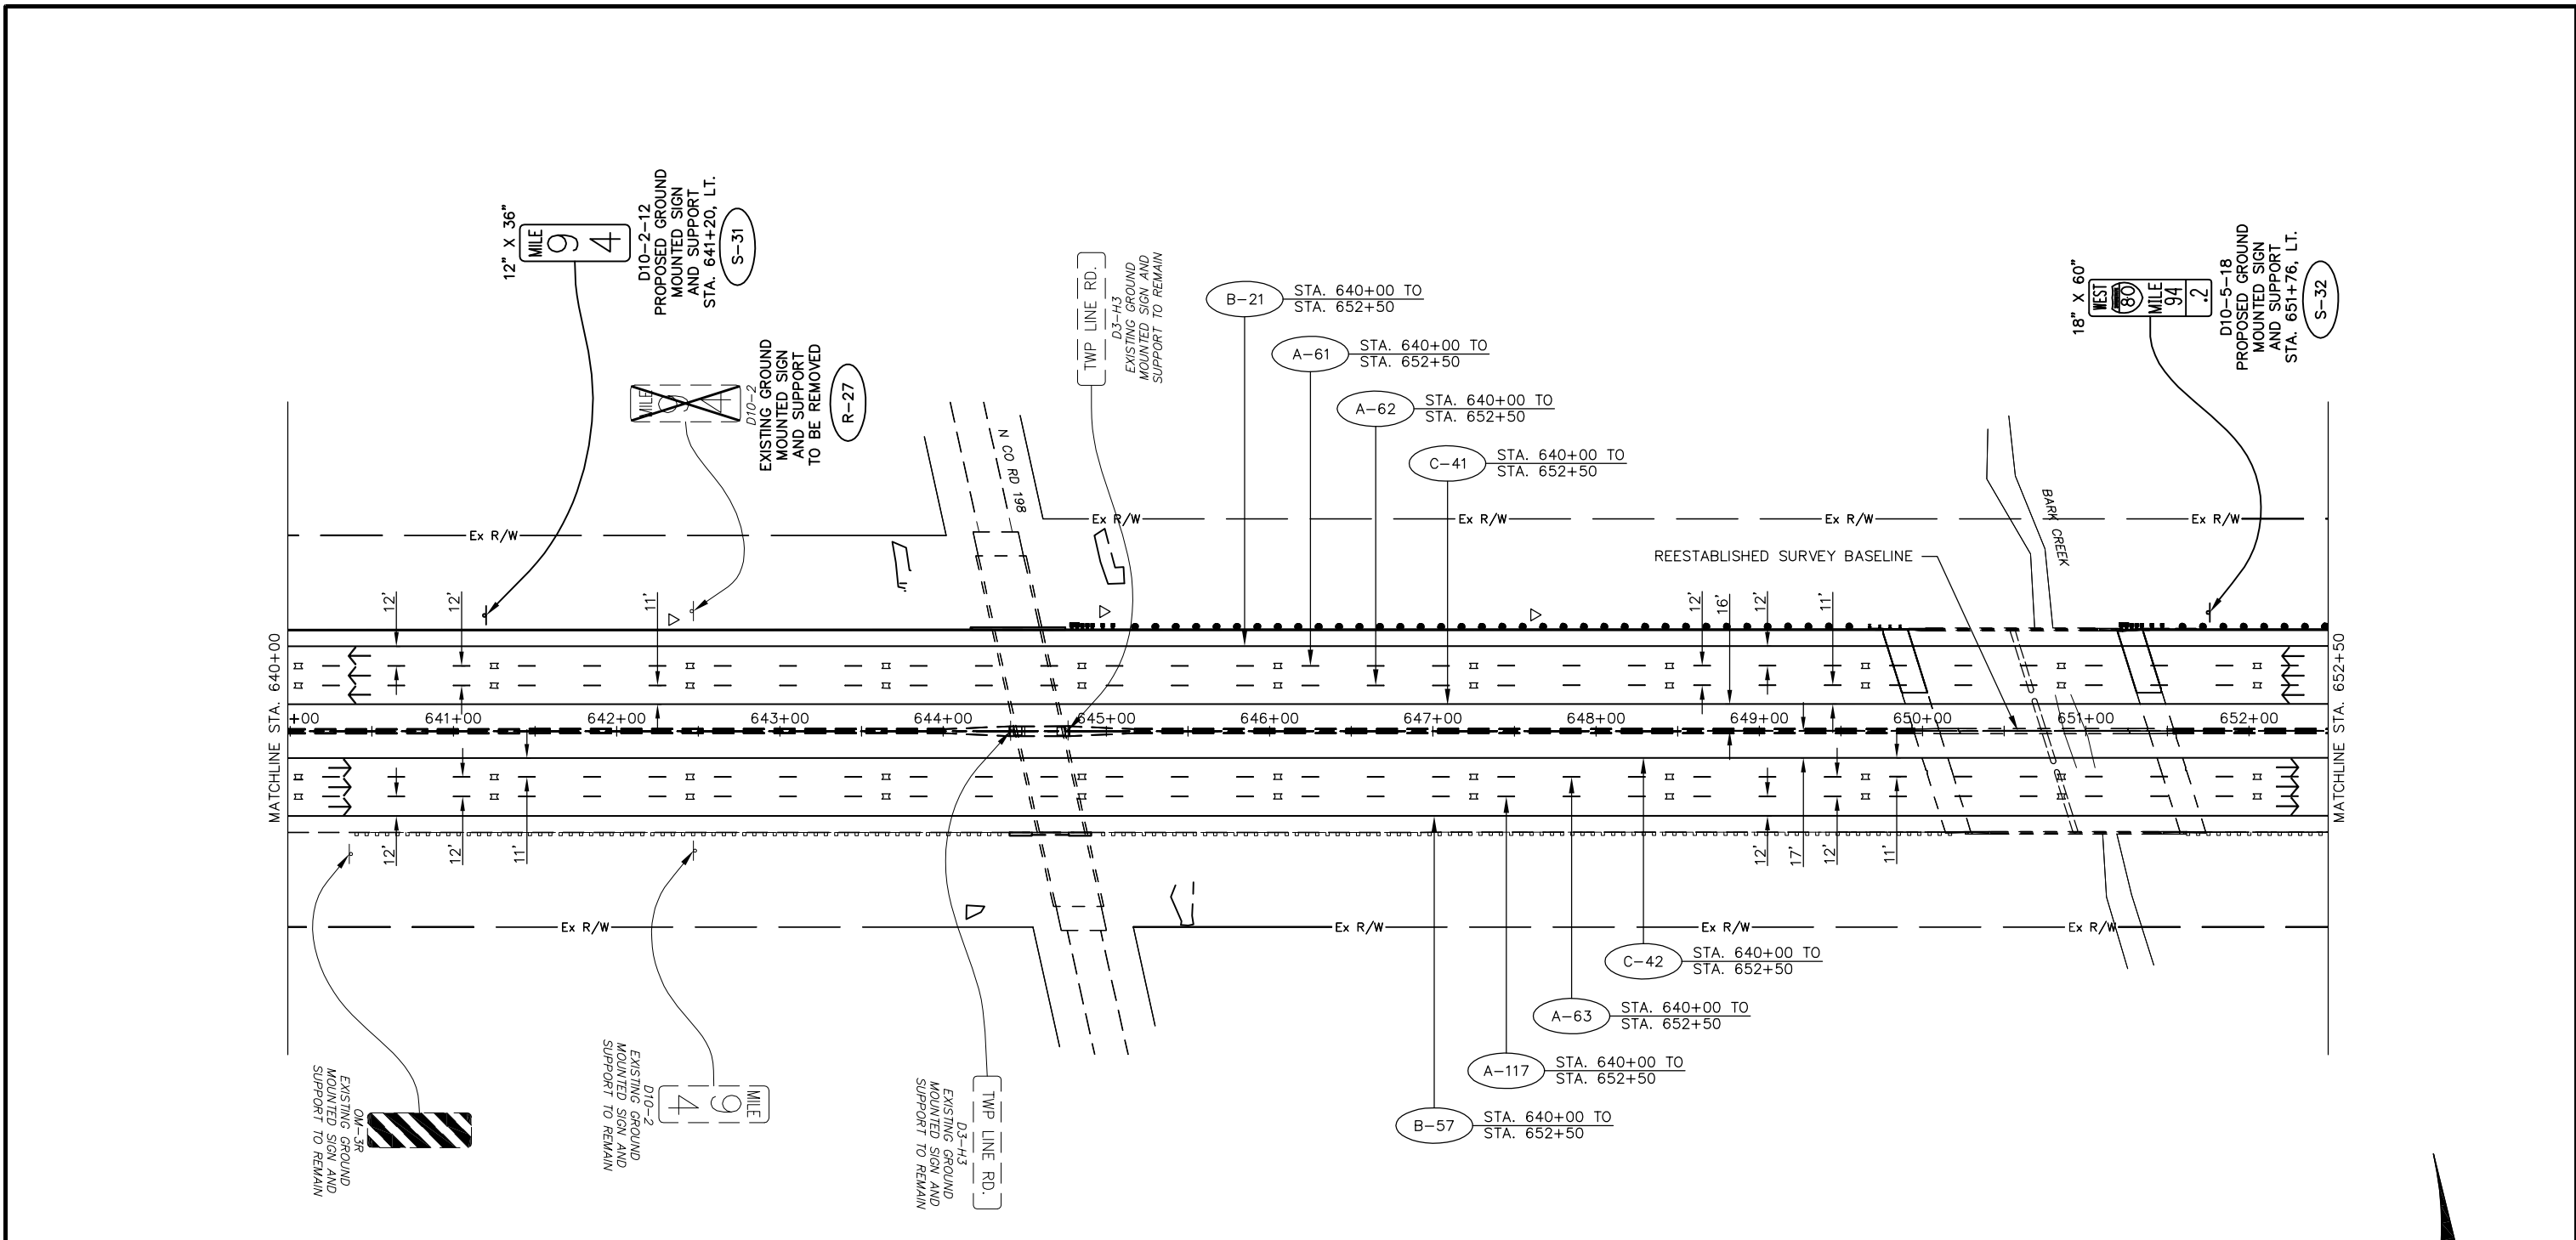 12" X 36"
MILE
9
4
D10-2-12
PROPOSED GROUND
MOUNTED SIGN
AND SUPPORT
STA. 641+20, LT.
S-31
MILE
9
4
D10-2
EXISTING GROUND
MOUNTED SIGN
AND SUPPORT
TO BE REMOVED
R-27
TWP LINE RD.
D3-H3
EXISTING GROUND
MOUNTED SIGN AND
SUPPORT TO REMAIN
B-21
STA. 640+00 TO
STA. 652+50
A-61
STA. 640+00 TO
STA. 652+50
A-62
STA. 640+00 TO
STA. 652+50
C-41
STA. 640+00 TO
STA. 652+50
18" X 60"
WEST
80
MILE
94
.2
D10-5-18
PROPOSED GROUND
MOUNTED SIGN
AND SUPPORT
STA. 651+76, LT.
S-32
N CO RD 198
BARK CREEK
Ex R/W
Ex R/W
Ex R/W
Ex R/W
Ex R/W
REESTABLISHED SURVEY BASELINE
12'
12'
11'
12'
16'
12'
11'
MATCHLINE STA. 640+00
+00
641+00
642+00
643+00
644+00
645+00
646+00
647+00
648+00
649+00
650+00
651+00
652+00
MATCHLINE STA. 652+50
12'
12'
11'
12'
17'
12'
11'
Ex R/W
Ex R/W
Ex R/W
Ex R/W
C-42
STA. 640+00 TO
STA. 652+50
A-63
STA. 640+00 TO
STA. 652+50
A-117
STA. 640+00 TO
STA. 652+50
B-57
STA. 640+00 TO
STA. 652+50
OM-3R
EXISTING GROUND
MOUNTED SIGN AND
SUPPORT TO REMAIN
MILE
9
4
D10-2
EXISTING GROUND
MOUNTED SIGN AND
SUPPORT TO REMAIN
TWP LINE RD.
D3-H3
EXISTING GROUND
MOUNTED SIGN AND
SUPPORT TO REMAIN